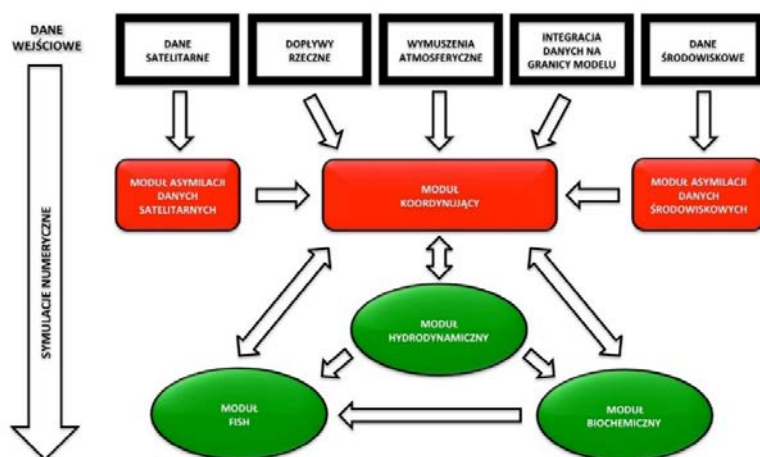 DANE
WEJŚCIOWE
DANE
SATELITARNE
DOPŁYWY
RZECZNE
WYMUSZENIA
ATMOSFERYCZNE
INTEGRACJA
DANYCH NA
GRANICY MODELU
DANE
ŚRODOWISKOWE
MODUŁ ASYMILACJI
DANYCH
SATELITARNYCH
MODUŁ
KOORDYNUJĄCY
MODUŁ ASYMILACJI
DANYCH
ŚRODOWISKOWYCH
SYMULACJE NUMERYCZNE
MODUŁ
HYDRODYNAMICZNY
MODUŁ
FISH
MODUŁ
BIOCHEMICZNY